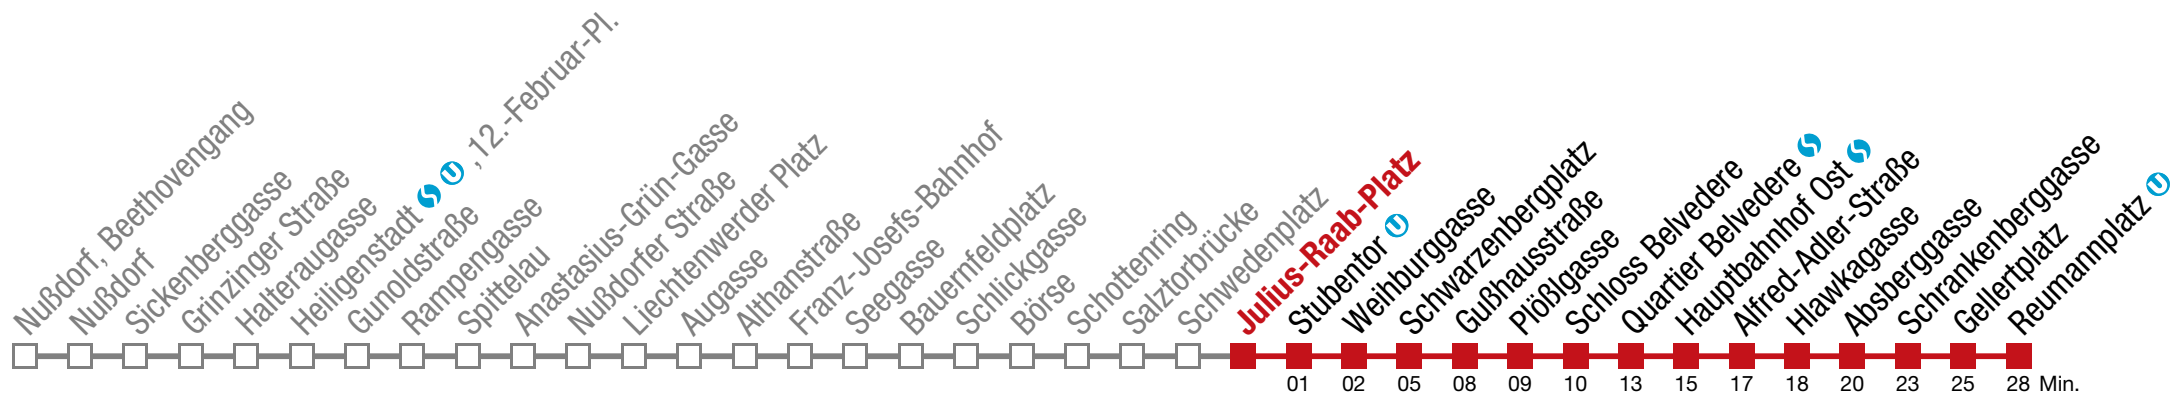 Nußdorf, Beethovengang
Nußdorf
Sickenberggasse
Grinzinger Straße
Halteraugasse
Heiligenstadt S U , 12.-Februar-Pl.
Gunoldstraße
Rampengasse
Spittelau
Anastasius-Grün-Gasse
Nußdorfer Straße
Liechtenwerder Platz
Augasse
Althanstraße
Franz-Josefs-Bahnhof
Seegasse
Bauernfeldplatz
Schlickgasse
Börse
Schottenring
Salztorbrücke
Schwedenplatz
Julius-Raab-Platz
Stubentor U
Weihburggasse
Schwarzenbergplatz
Gußhausstraße
Plößlgasse
Schloss Belvedere
Quartier Belvedere S
Hauptbahnhof Ost S
Alfred-Adler-Straße
Hlawkagasse
Absberggasse
Schrankenberggasse
Gellertplatz
Reumannplatz U
01 02 05 08 09 10 13 15 17 18 20 23 25 28 Min.